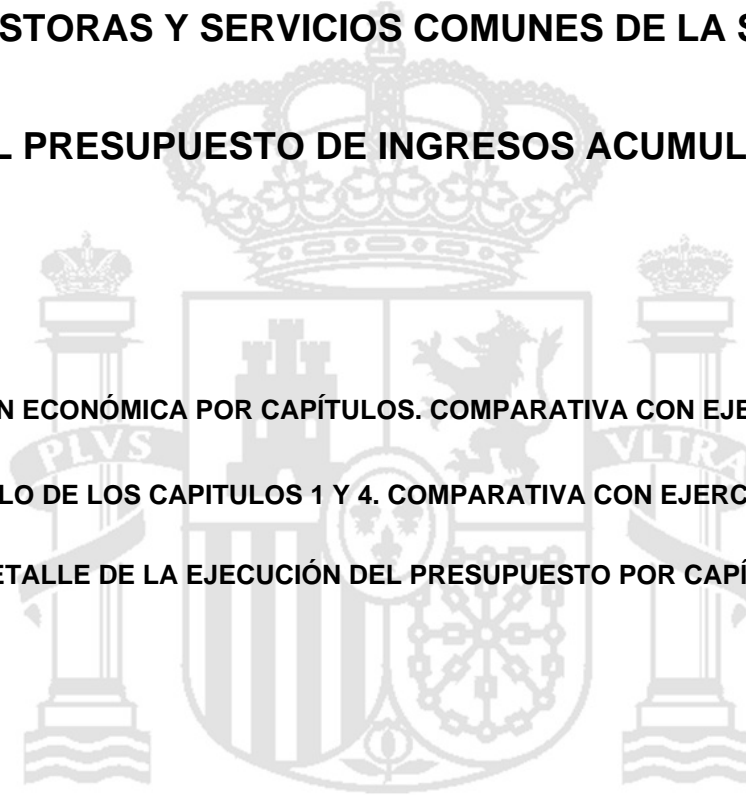 STORAS Y SERVICIOS COMUNES DE LA S
L PRESUPUESTO DE INGRESOS ACUMUL
N ECONÓMICA POR CAPÍTULOS. COMPARATIVA CON EJE
PLVS VLTRA
LO DE LOS CAPITULOS 1 Y 4. COMPARATIVA CON EJERC
ETALLE DE LA EJECUCIÓN DEL PRESUPUESTO POR CAPÍ